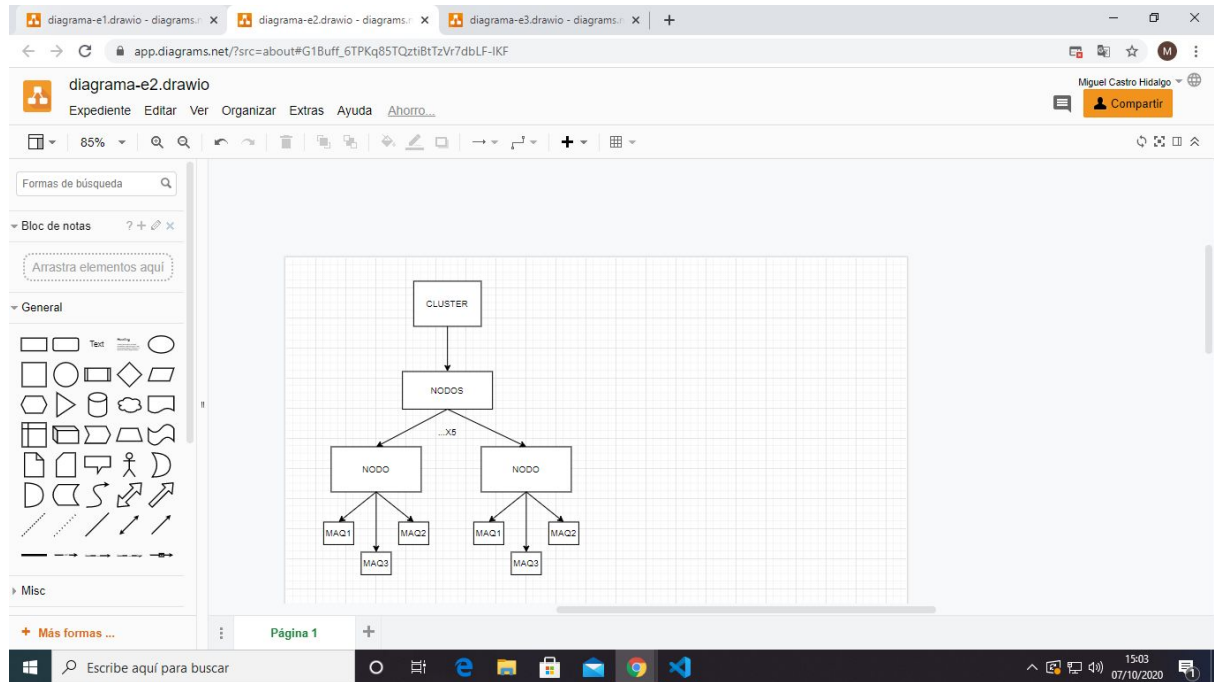 diagrama-e1.drawio - diagrams.n
diagrama-e2.drawio - diagrams.n
diagrama-e3.drawio - diagrams.n
app.diagrams.net/?src=about#G1Buff_6TPKq85TQztiBtTzVr7dbLF-IKF
M
diagrama-e2.drawio
Miguel Castro Hidalgo
Expediente Editar Ver Organizar Extras Ayuda Ahorro...
Compartir
85%
Formas de búsqueda
Bloc de notas
?
Arrastra elementos aquí
General
Text
Heading
CLUSTER
NODOS
...X5
NODO
NODO
MAQ1
MAQ2
MAQ1
MAQ2
MAQ3
MAQ3
Misc
+ Más formas ...
Página 1
Escribe aquí para buscar
15:03
07/10/2020
1